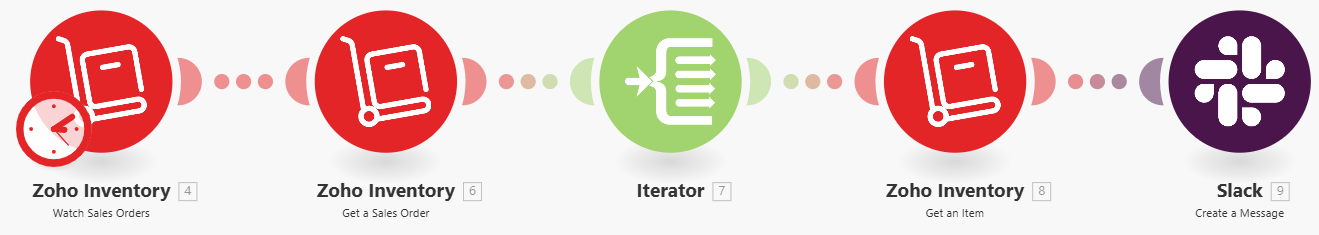 Zoho Inventory 4
Watch Sales Orders
Zoho Inventory 6
Get a Sales Order
Iterator 7
Zoho Inventory 8
Get an Item
Slack 9
Create a Message